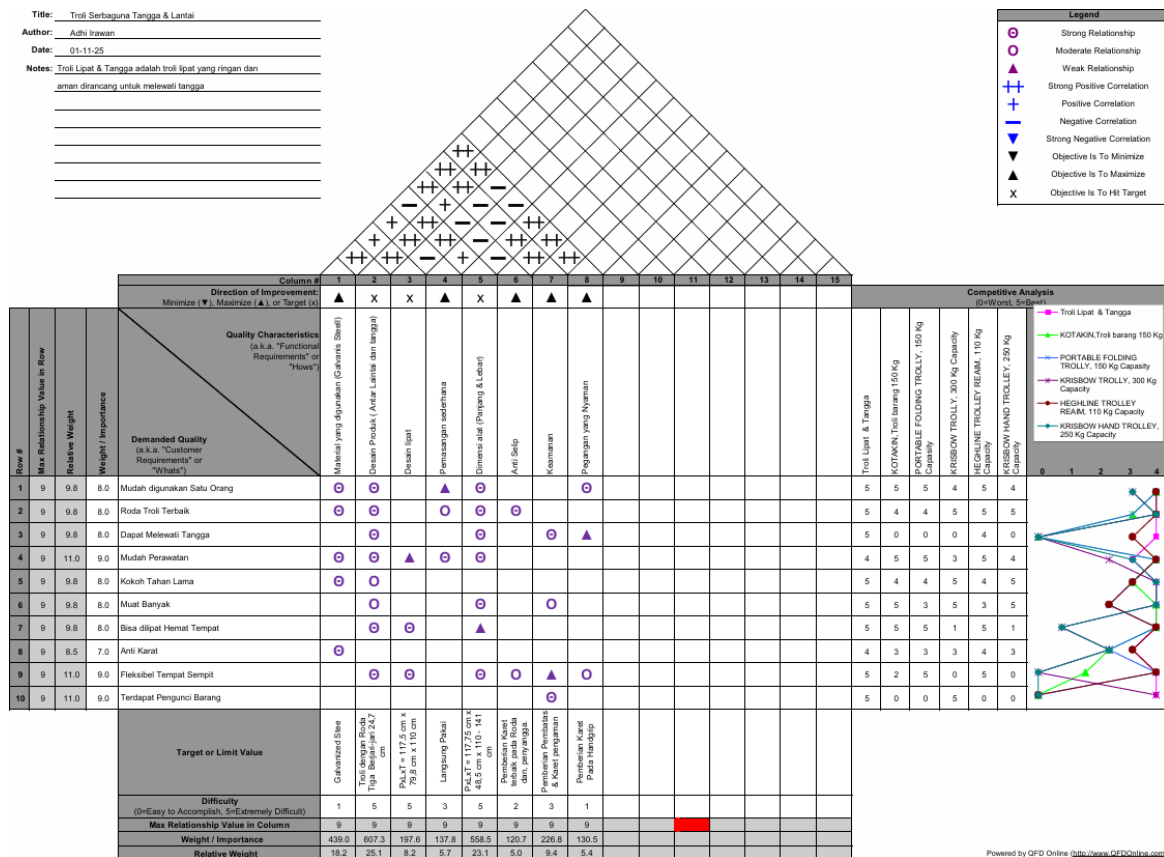 Title: Troli Serbaguna Tangga & Lantai
Author: Adhi Irawan
Date: 01-11-25
Notes: Troli Lipat & Tangga adalah troli lipat yang ringan dan
aman dirancang untuk melewati tangga
Legend
Θ Strong Relationship
Ο Moderate Relationship
▲ Weak Relationship
┼┼ Strong Positive Correlation
┼ Positive Correlation
▬ Negative Correlation
▼ Strong Negative Correlation
▼ Objective Is To Minimize
▲ Objective Is To Maximize
x Objective Is To Hit Target
Column # 1 2 3 4 5 6 7 8 9 10 11 12 13 14 15
Direction of Improvement:
Minimize (▼), Maximize (▲), or Target (x)
▲ x x ▲ x ▲ ▲ ▲
Competitive Analysis
(0=Worst, 5=Best)
Row #
Max Relationship Value in Row
Relative Weight
Weight / Importance
Quality Characteristics
(a.k.a. "Functional
Requirements" or
"Hows")
Demanded Quality
(a.k.a. "Customer
Requirements" or
"Whats")
Material yang digunakan (Galvanis Steell)
Desain Produk ( Antar Laintai dan tangga)
Desain lipat
Pemasangan sederhana
Dimensi alat (Panjang & Lebar)
Anti Selip
Keamanan
Pegangan yang Nyaman
Troli Lipat & Tangga
KOTAKIN,Troli barang 150 Kg
PORTABLE FOLDING TROLLY, 150 Kg
Capasity
KRISBOW TROLLY, 300 Kg Capacity
HEGHLINE TROLLEY REAIM, 110 Kg
Capacity
KRISBOW HAND TROLLEY, 250 Kg
Capacity
Troli Lipat & Tangga
KOTAKIN,Troli barang 150 Kg
PORTABLE FOLDING
TROLLY, 150 Kg Capasity
KRISBOW TROLLY, 300 Kg
Capacity
HEGHLINE TROLLEY
REAIM, 110 Kg Capacity
KRISBOW HAND TROLLEY,
250 Kg Capacity
0 1 2 3 4
1 9 9.8 8.0 Mudah digunakan Satu Orang Θ Θ ▲ Θ Θ 5 5 5 4 5 4
2 9 9.8 8.0 Roda Troli Terbaik Θ Θ Ο Θ Θ 5 4 4 5 5 5
3 9 9.8 8.0 Dapat Melewati Tangga Θ Θ Θ ▲ 5 0 0 0 4 0
4 9 11.0 9.0 Mudah Perawatan Θ Θ ▲ Θ Θ 4 5 5 3 5 4
5 9 9.8 8.0 Kokoh Tahan Lama Θ Ο 5 4 4 5 4 5
6 9 9.8 8.0 Muat Banyak Ο Θ Ο 5 5 3 5 3 5
7 9 9.8 8.0 Bisa dilipat Hemat Tempat Θ Θ ▲ 5 5 5 1 5 1
8 9 8.5 7.0 Anti Karat Θ 4 3 3 3 4 3
9 9 11.0 9.0 Fleksibel Tempat Sempit Θ Θ Θ Ο ▲ Ο 5 2 5 0 5 0
10 9 11.0 9.0 Terdapat Pengunci Barang Θ 5 0 0 0 0 0
Target or Limit Value
Galvanized Stee
Troli dengan Roda
Tiga Berjari-jari 24,7
cm
PxLxT = 117,5 cm x
79,8 cm x 110 cm
Langsung Pakai
PxLxT = 117,75 cm x
48,5 cm x 110 - 141
cm
Pemberian Karet
terbaik pada Roda
dan, penyangga.
Pemberian Pembatas
& Karet pengaman
Pemberian Karet
Pada Handgrip
Difficulty
(0=Easy to Accomplish, 5=Extremely Difficult)
1 5 5 3 5 2 3 1
Max Relationship Value in Column 9 9 9 9 9 9 9 9
Weight / Importance 439.0 607.3 197.6 137.8 558.5 120.7 226.8 130.5
Relative Weight 18.2 25.1 8.2 5.7 23.1 5.0 9.4 5.4
Powered by QFD Online (http://www.QFDOnline.com)